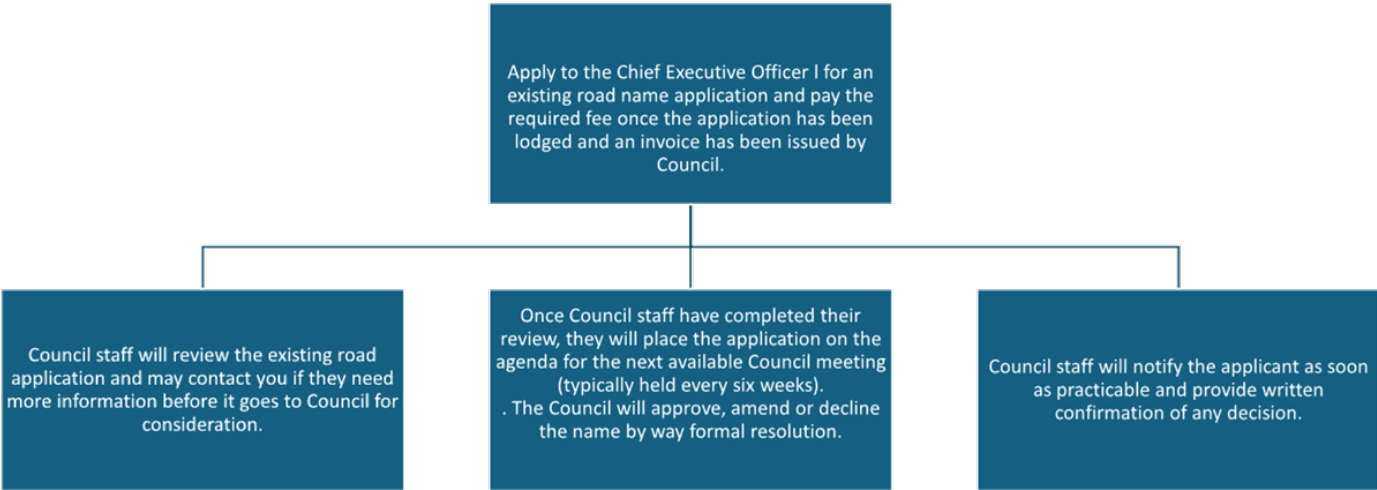 Apply to the Chief Executive Officer l for an
existing road name application and pay the
required fee once the application has been
lodged and an invoice has been issued by
Council.
Council staff will review the existing road
application and may contact you if they need
more information before it goes to Council for
consideration.
Once Council staff have completed their
review, they will place the application on the
agenda for the next available Council meeting
(typically held every six weeks).
. The Council will approve, amend or decline
the name by way formal resolution.
Council staff will notify the applicant as soon
as practicable and provide written
confirmation of any decision.